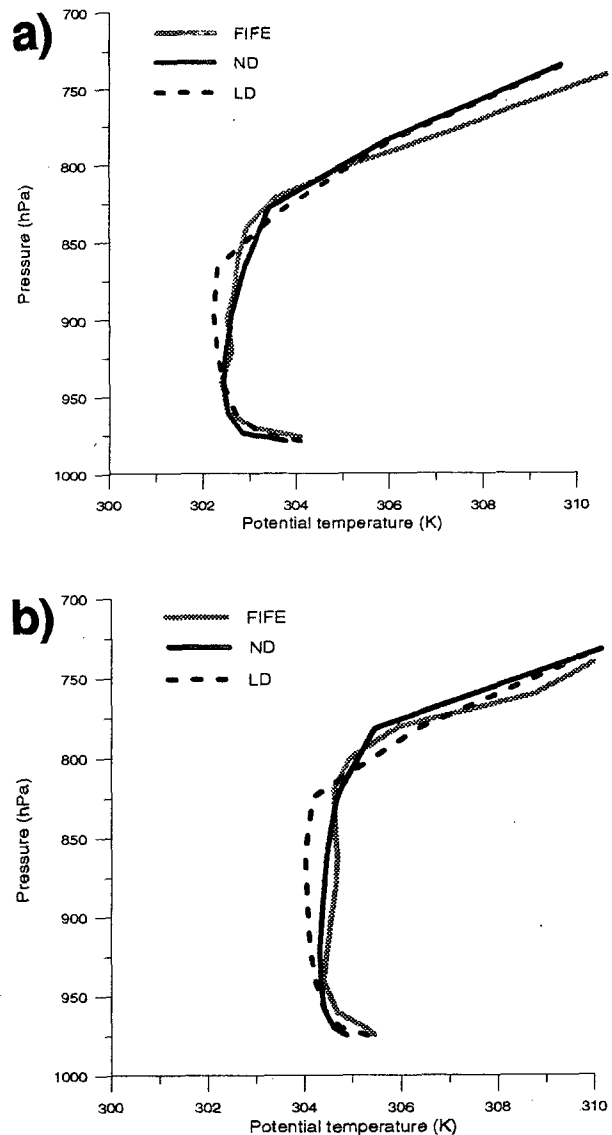 a)
FIFE
ND
LD
700
750
800
850
900
950
1000
Pressure (hPa)
300
302
304
306
308
310
Potential temperature (K)
b)
FIFE
ND
LD
700
750
800
850
900
950
1000
Pressure (hPa)
300
302
304
306
308
310
Potential temperature (K)